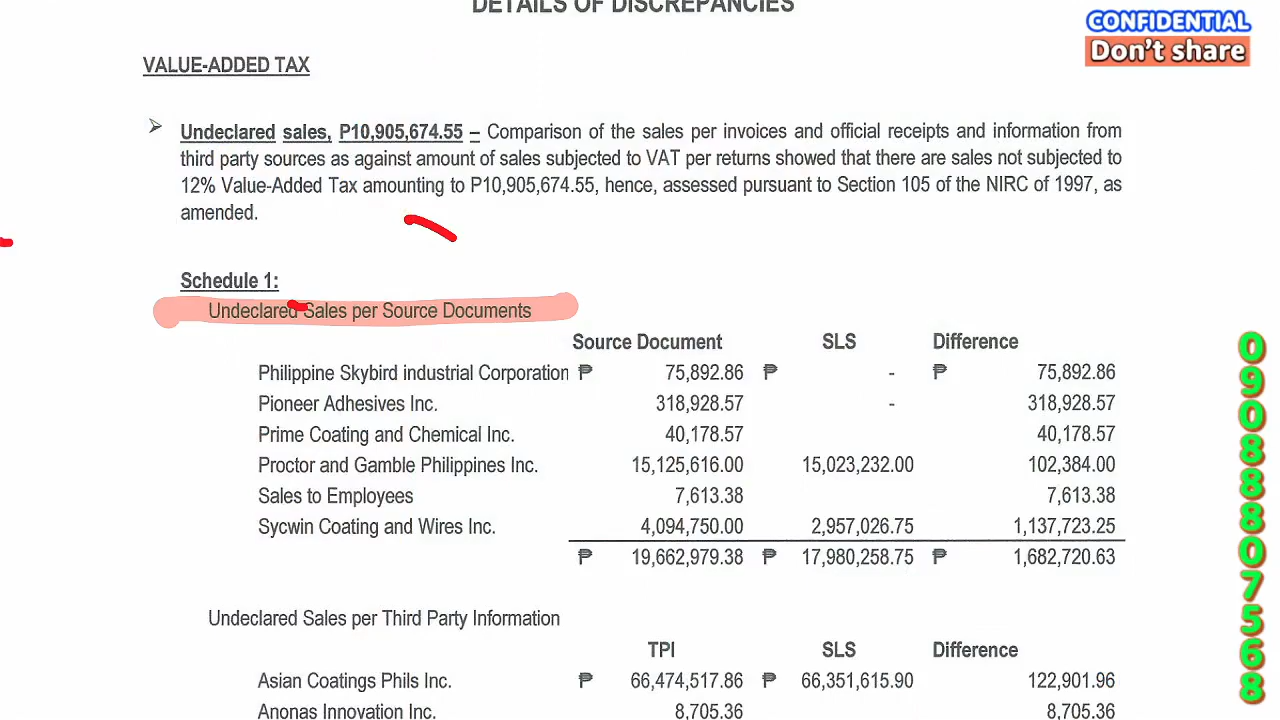 DETAILS OF DISCREPANCIES
CONFIDENTIAL
Don't share
VALUE-ADDED TAX
➢ Undeclared sales, P10,905,674.55 – Comparison of the sales per invoices and official receipts and information from
third party sources as against amount of sales subjected to VAT per returns showed that there are sales not subjected to
12% Value-Added Tax amounting to P10,905,674.55, hence, assessed pursuant to Section 105 of the NIRC of 1997, as
amended.
Schedule 1:
Undeclared Sales per Source Documents
Source Document SLS Difference
Philippine Skybird industrial Corporation ₱ 75,892.86 ₱ - ₱ 75,892.86
Pioneer Adhesives Inc. 318,928.57 - 318,928.57
Prime Coating and Chemical Inc. 40,178.57 40,178.57
Proctor and Gamble Philippines Inc. 15,125,616.00 15,023,232.00 102,384.00
Sales to Employees 7,613.38 7,613.38
Sycwin Coating and Wires Inc. 4,094,750.00 2,957,026.75 1,137,723.25
₱ 19,662,979.38 ₱ 17,980,258.75 ₱ 1,682,720.63
Undeclared Sales per Third Party Information
TPI SLS Difference
Asian Coatings Phils Inc. ₱ 66,474,517.86 ₱ 66,351,615.90 122,901.96
Anonas Innovation Inc. 8,705.36 8,705.36
09088807568